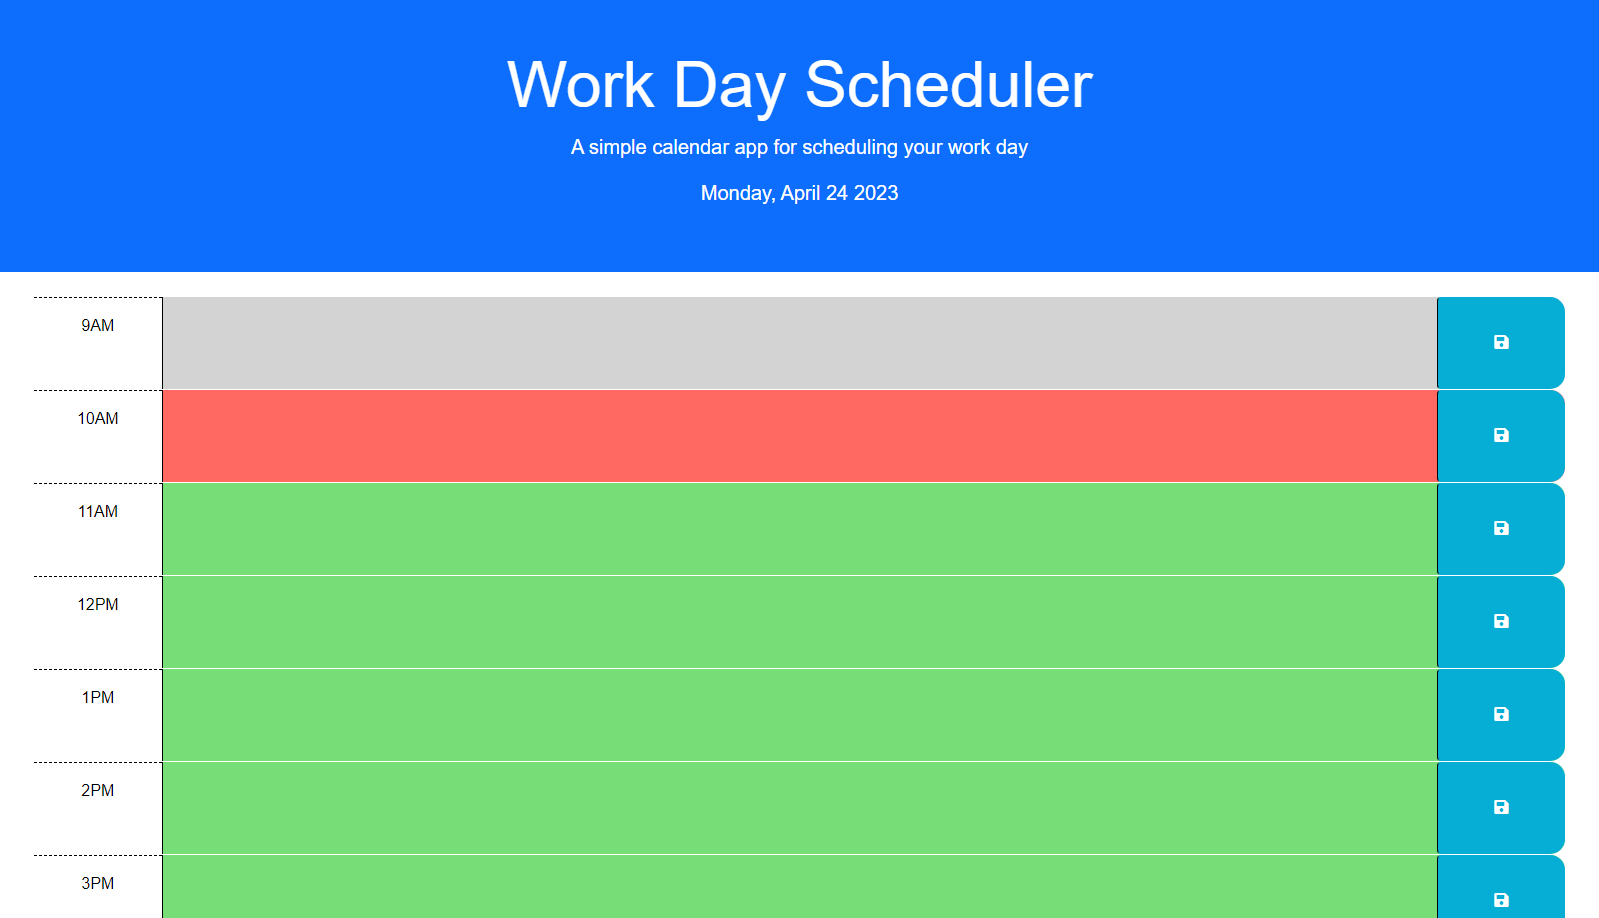 Work Day Scheduler
A simple calendar app for scheduling your work day
Monday, April 24 2023
9AM
10AM
11AM
12PM
1PM
2PM
3PM